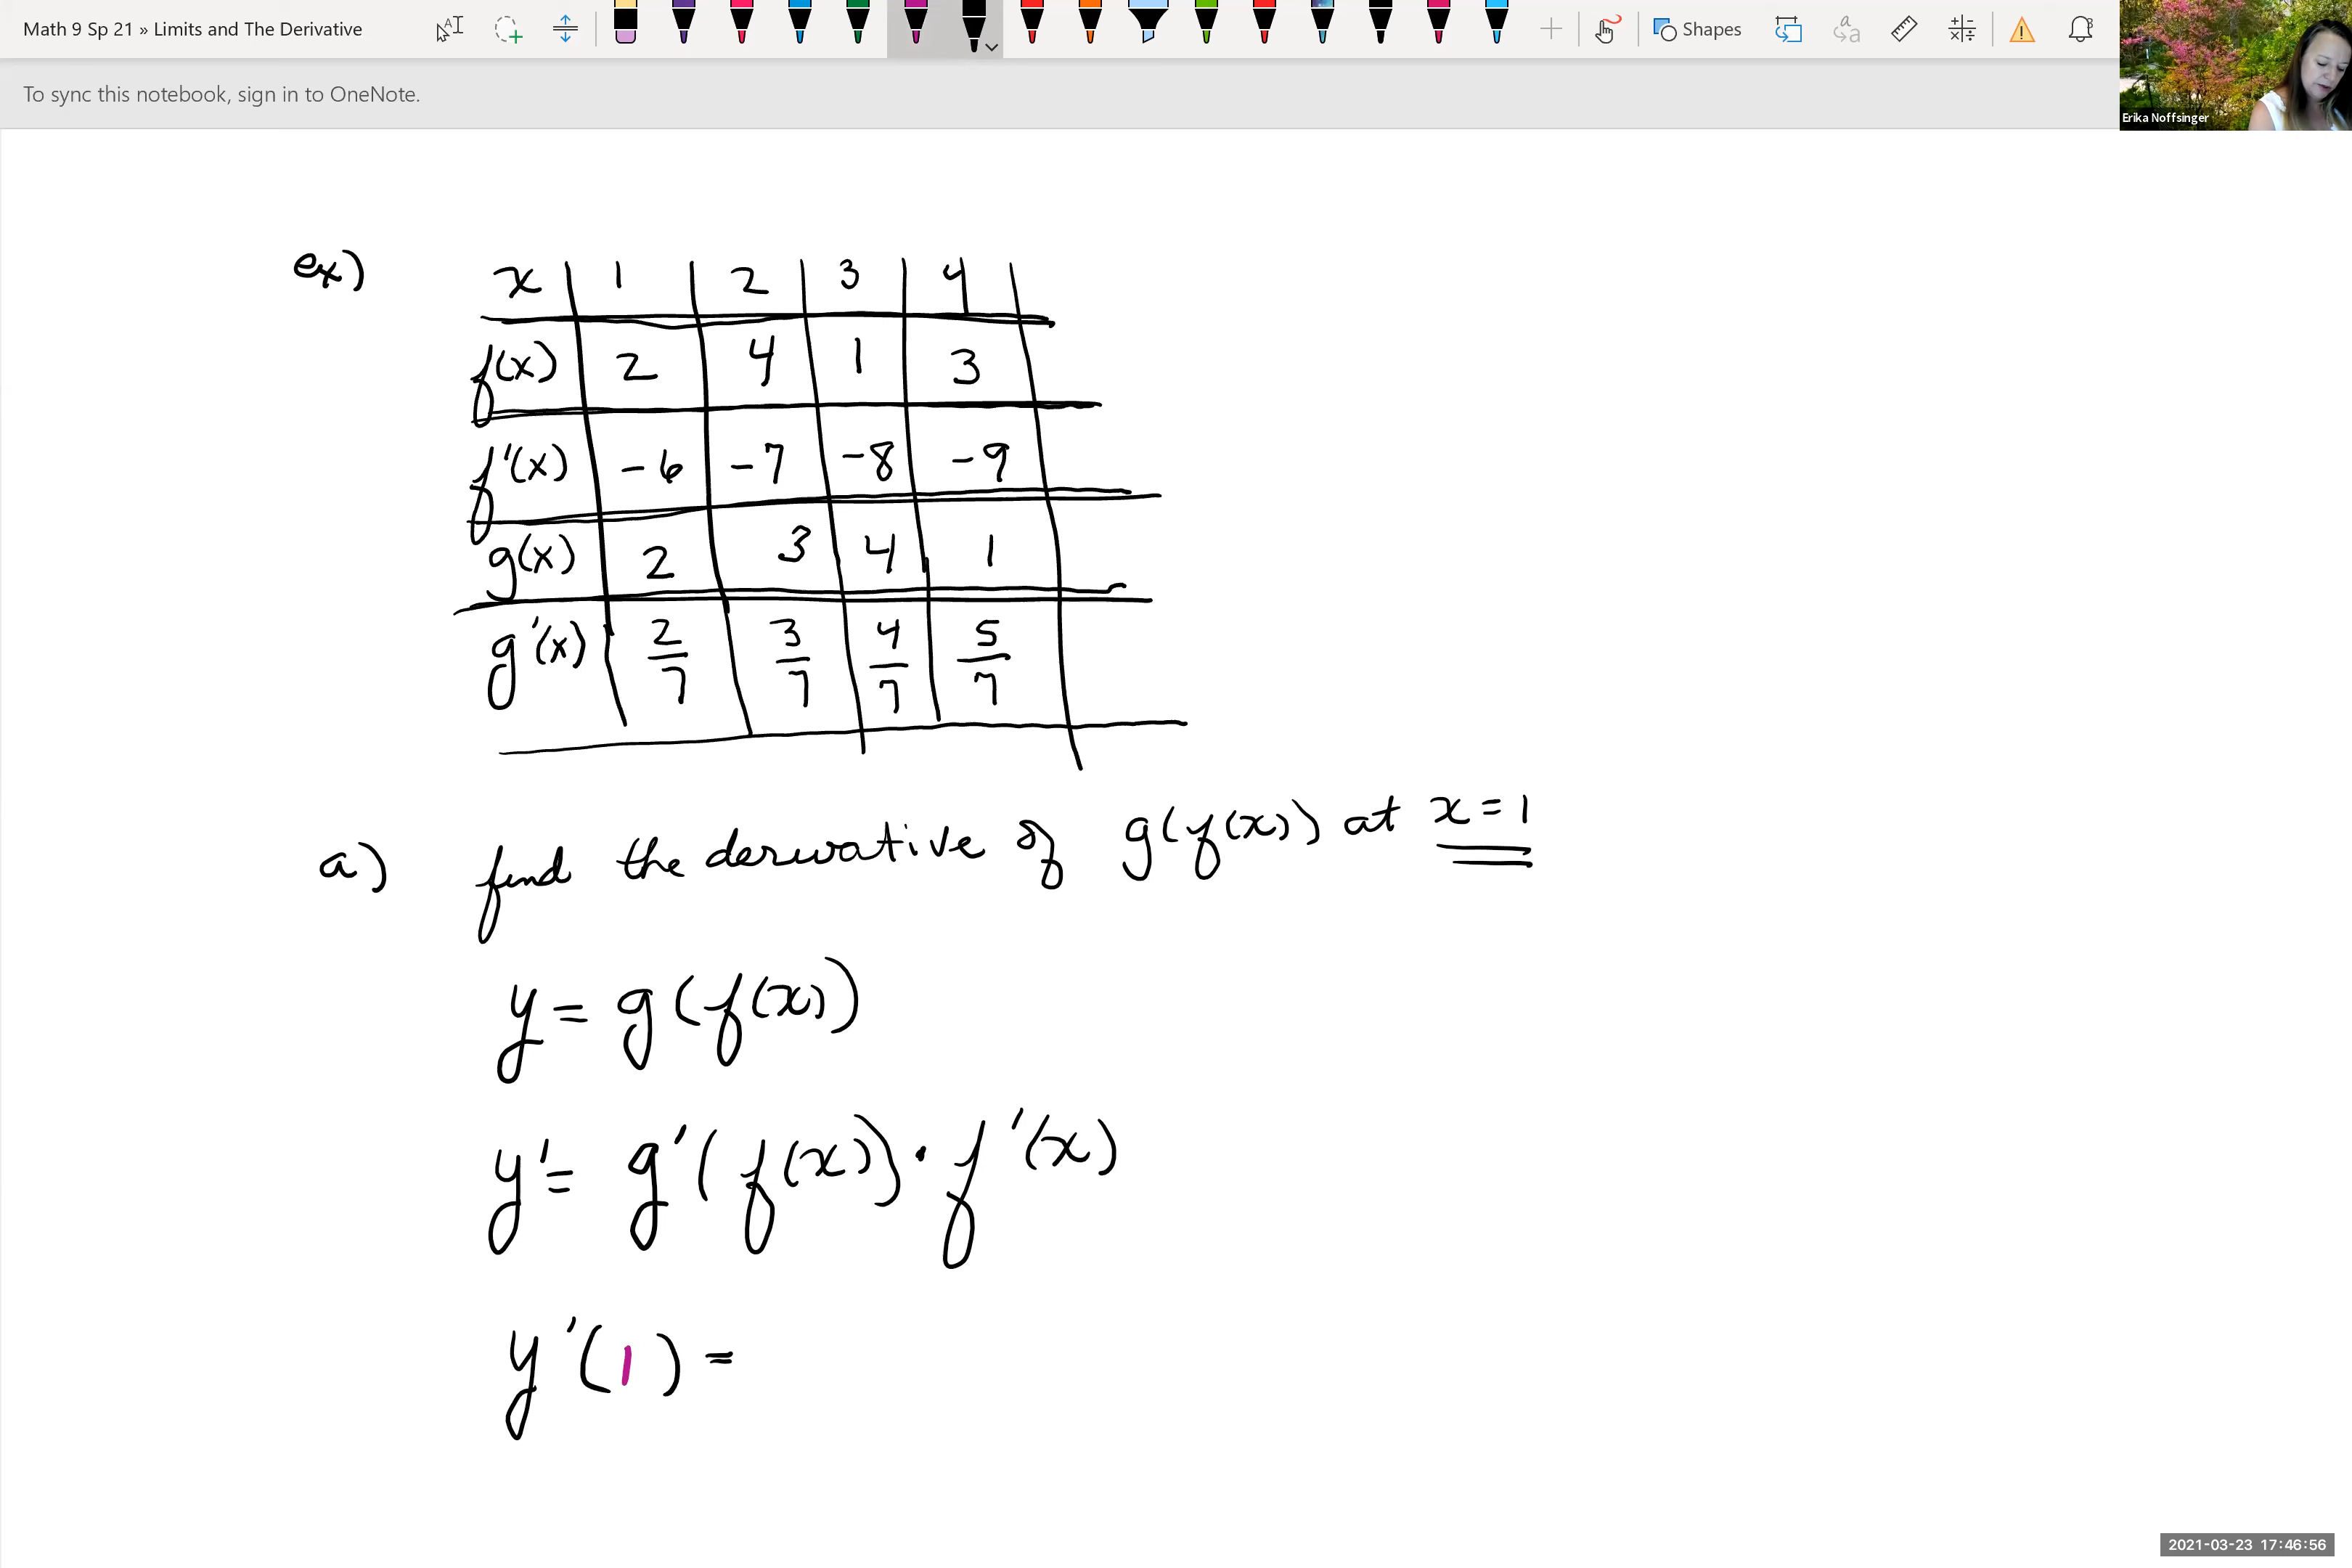 Math 9 Sp 21 » Limits and The Derivative
Shapes
To sync this notebook, sign in to OneNote.
Erika Noffsinger
ex) x | 1 | 2 | 3 | 4 |
f(x) | 2 | 4 | 1 | 3
f'(x) | -6 | -7 | -8 | -9
g(x) | 2 | 3 | 4 | 1
g'(x) | 2/7 | 3/7 | 4/7 | 5/7
a) find the derivative of g(f(x)) at x = 1
y = g(f(x))
y' = g'(f(x)) · f'(x)
y'(1) =
2021-03-23 17:46:56